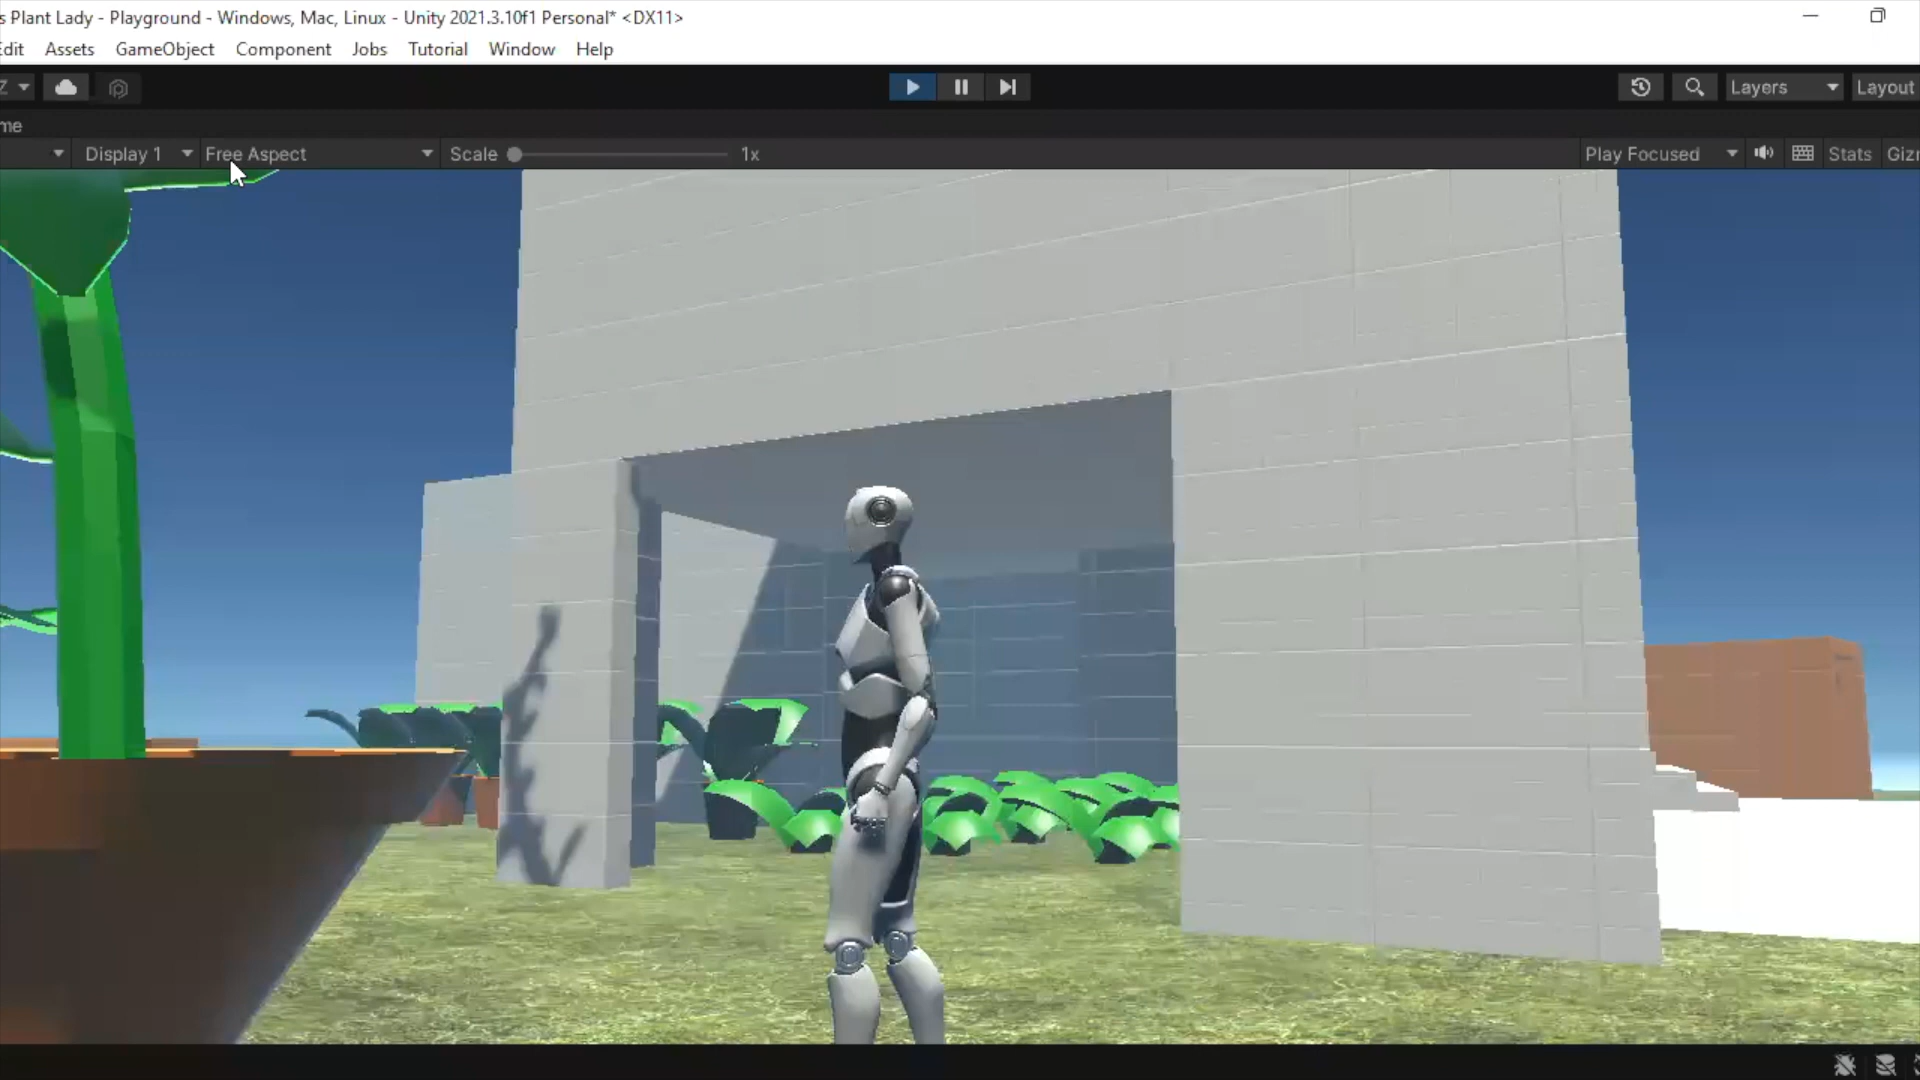 s Plant Lady - Playground - Windows, Mac, Linux - Unity 2021.3.10f1 Personal* <DX11>
Edit Assets GameObject Component Jobs Tutorial Window Help
Z Layers Layout
me
Display 1 Free Aspect Scale 1x Play Focused Stats Giz